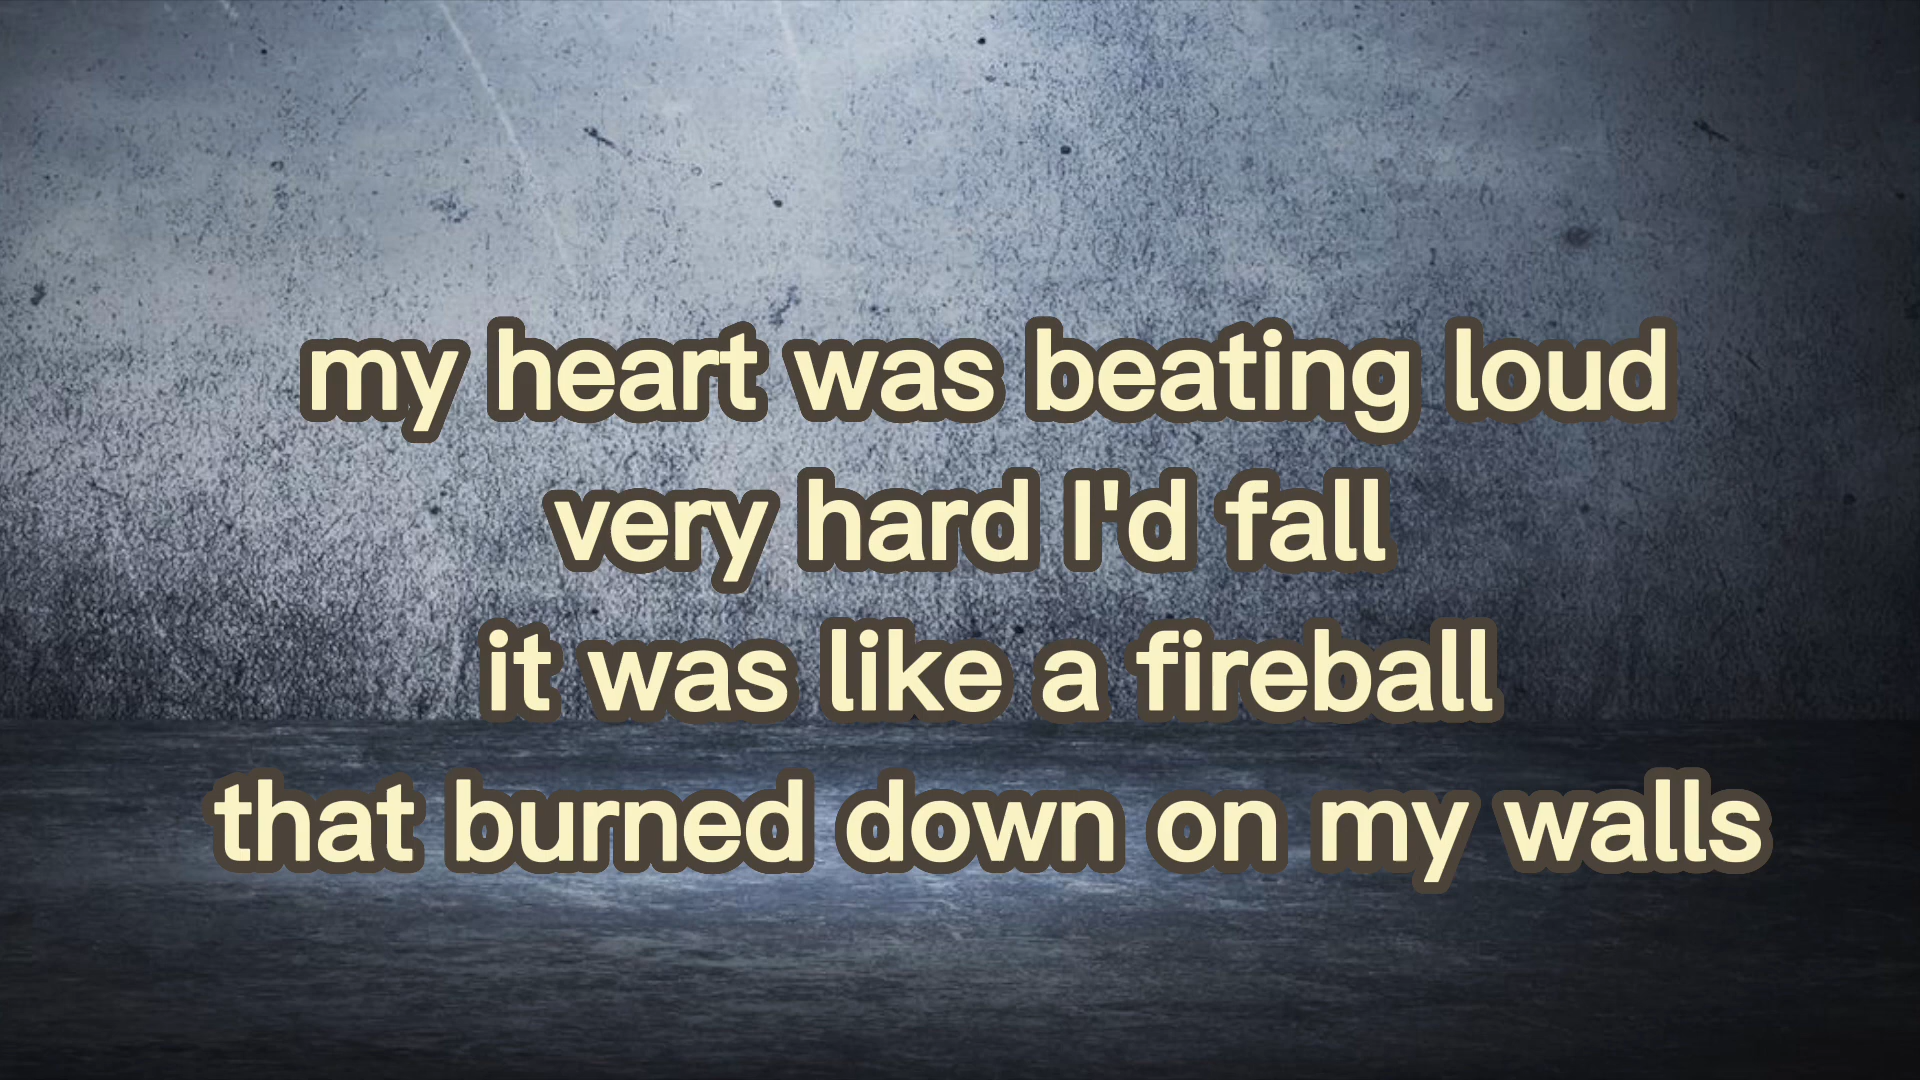 my heart was beating loud
very hard I'd fall
it was like a fireball
that burned down on my walls